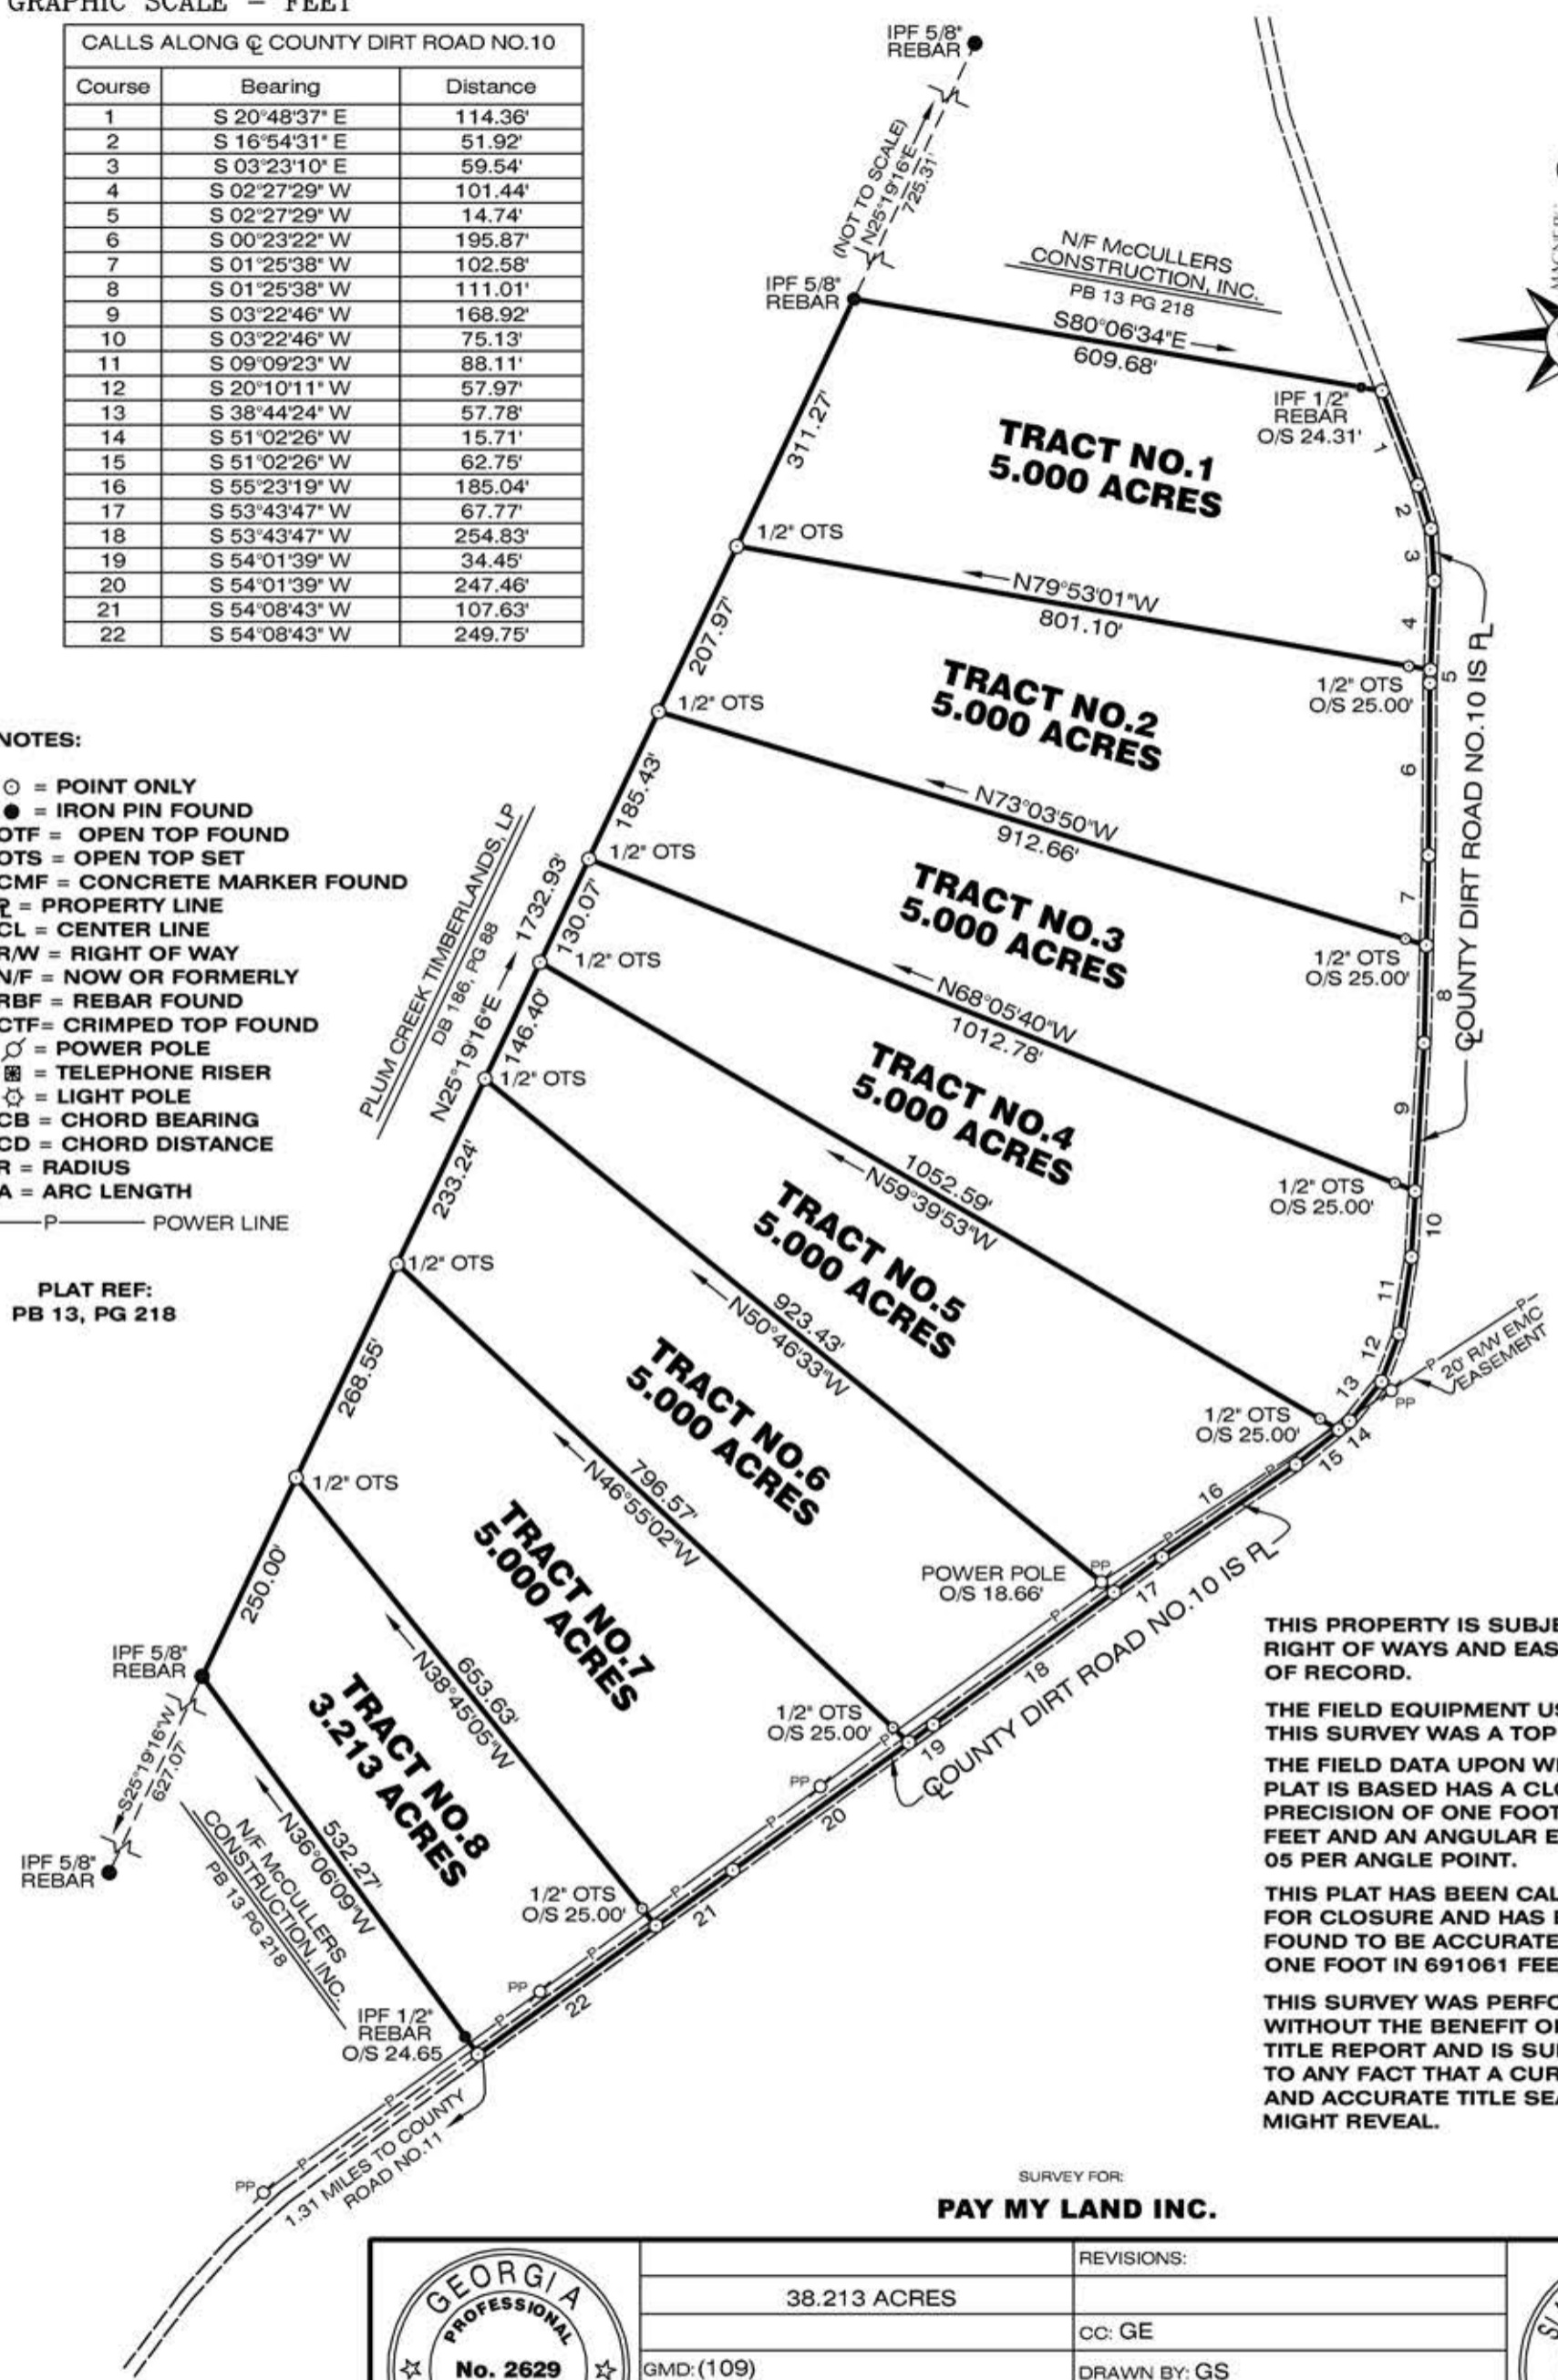 GRAPHIC SCALE – FEET
CALLS ALONG ℄ COUNTY DIRT ROAD NO.10
Course Bearing Distance
1 S 20°48'37" E 114.36'
2 S 16°54'31" E 51.92'
3 S 03°23'10" E 59.54'
4 S 02°27'29" W 101.44'
5 S 02°27'29" W 14.74'
6 S 00°23'22" W 195.87'
7 S 01°25'38" W 102.58'
8 S 01°25'38" W 111.01'
9 S 03°22'46" W 168.92'
10 S 03°22'46" W 75.13'
11 S 09°09'23" W 88.11'
12 S 20°10'11" W 57.97'
13 S 38°44'24" W 57.78'
14 S 51°02'26" W 15.71'
15 S 51°02'26" W 62.75'
16 S 55°23'19" W 185.04'
17 S 53°43'47" W 67.77'
18 S 53°43'47" W 254.83'
19 S 54°01'39" W 34.45'
20 S 54°01'39" W 247.46'
21 S 54°08'43" W 107.63'
22 S 54°08'43" W 249.75'
NOTES:
= POINT ONLY
= IRON PIN FOUND
OTF = OPEN TOP FOUND
OTS = OPEN TOP SET
CMF = CONCRETE MARKER FOUND
PL = PROPERTY LINE
CL = CENTER LINE
R/W = RIGHT OF WAY
N/F = NOW OR FORMERLY
RBF = REBAR FOUND
CTF= CRIMPED TOP FOUND
= POWER POLE
= TELEPHONE RISER
= LIGHT POLE
CB = CHORD BEARING
CD = CHORD DISTANCE
R = RADIUS
A = ARC LENGTH
P POWER LINE
PLAT REF:
PB 13, PG 218
IPF 5/8"
REBAR
(NOT TO SCALE)
N25°19'16"E
725.31'
IPF 5/8"
REBAR
N/F McCULLERS
CONSTRUCTION, INC.
PB 13 PG 218
S80°06'34"E
609.68'
IPF 1/2"
REBAR
O/S 24.31'
311.27'
TRACT NO.1
5.000 ACRES
1
2
3
4
5
6
7
8
9
10
11
12
13
14
15
16
17
18
19
20
21
22
1/2" OTS
N79°53'01"W
801.10'
1/2" OTS
O/S 25.00'
207.97'
TRACT NO.2
5.000 ACRES
1/2" OTS
N73°03'50"W
912.66'
1/2" OTS
O/S 25.00'
COUNTY DIRT ROAD NO.10 IS PL
185.43'
TRACT NO.3
5.000 ACRES
1/2" OTS
N68°05'40"W
1012.78'
1/2" OTS
O/S 25.00'
PLUM CREEK TIMBERLANDS, LP
DB 186, PG 88
N25°19'16"E 1732.93'
130.07'
TRACT NO.4
5.000 ACRES
1/2" OTS
1052.59'
N59°39'53"W
1/2" OTS
O/S 25.00'
146.40'
TRACT NO.5
5.000 ACRES
1/2" OTS
923.43'
N50°46'33"W
POWER POLE
O/S 18.66'
PP
P
P
20' R/W EMC
EASEMENT
PP
233.24'
TRACT NO.6
5.000 ACRES
1/2" OTS
796.57'
N46°55'02"W
1/2" OTS
O/S 25.00'
℄ COUNTY DIRT ROAD NO.10 IS PL
268.55'
TRACT NO.7
5.000 ACRES
1/2" OTS
653.63'
N38°45'05"W
1/2" OTS
O/S 25.00'
PP
250.00'
TRACT NO.8
3.213 ACRES
IPF 5/8"
REBAR
S25°19'16"W
627.07'
IPF 5/8"
REBAR
532.27'
N36°06'09"W
N/F McCULLERS
CONSTRUCTION, INC.
PB 13 PG 218
IPF 1/2"
REBAR
O/S 24.65
PP
PP
1.31 MILES TO COUNTY
ROAD NO.11
THIS PROPERTY IS SUBJE
RIGHT OF WAYS AND EAS
OF RECORD.
THE FIELD EQUIPMENT US
THIS SURVEY WAS A TOP
THE FIELD DATA UPON W
PLAT IS BASED HAS A CLO
PRECISION OF ONE FOOT
FEET AND AN ANGULAR E
05 PER ANGLE POINT.
THIS PLAT HAS BEEN CAL
FOR CLOSURE AND HAS
FOUND TO BE ACCURATE
ONE FOOT IN 691061 FEE
THIS SURVEY WAS PERFO
WITHOUT THE BENEFIT O
TITLE REPORT AND IS SU
TO ANY FACT THAT A CUR
AND ACCURATE TITLE SEA
MIGHT REVEAL.
SURVEY FOR:
PAY MY LAND INC.
GEORGIA
PROFESSIONAL
No. 2629
38.213 ACRES
GMD: (109)
REVISIONS:
CC: GE
DRAWN BY: GS